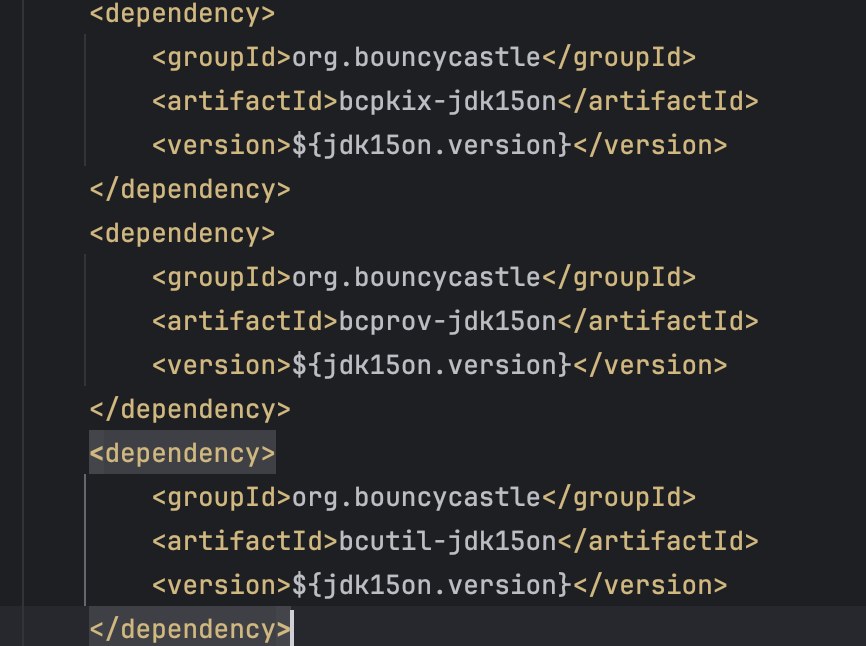 <dependency>
<groupId>org.bouncycastle</groupId>
<artifactId>bcpkix-jdk15on</artifactId>
<version>${jdk15on.version}</version>
</dependency>
<dependency>
<groupId>org.bouncycastle</groupId>
<artifactId>bcprov-jdk15on</artifactId>
<version>${jdk15on.version}</version>
</dependency>
<dependency>
<groupId>org.bouncycastle</groupId>
<artifactId>bcutil-jdk15on</artifactId>
<version>${jdk15on.version}</version>
</dependency>